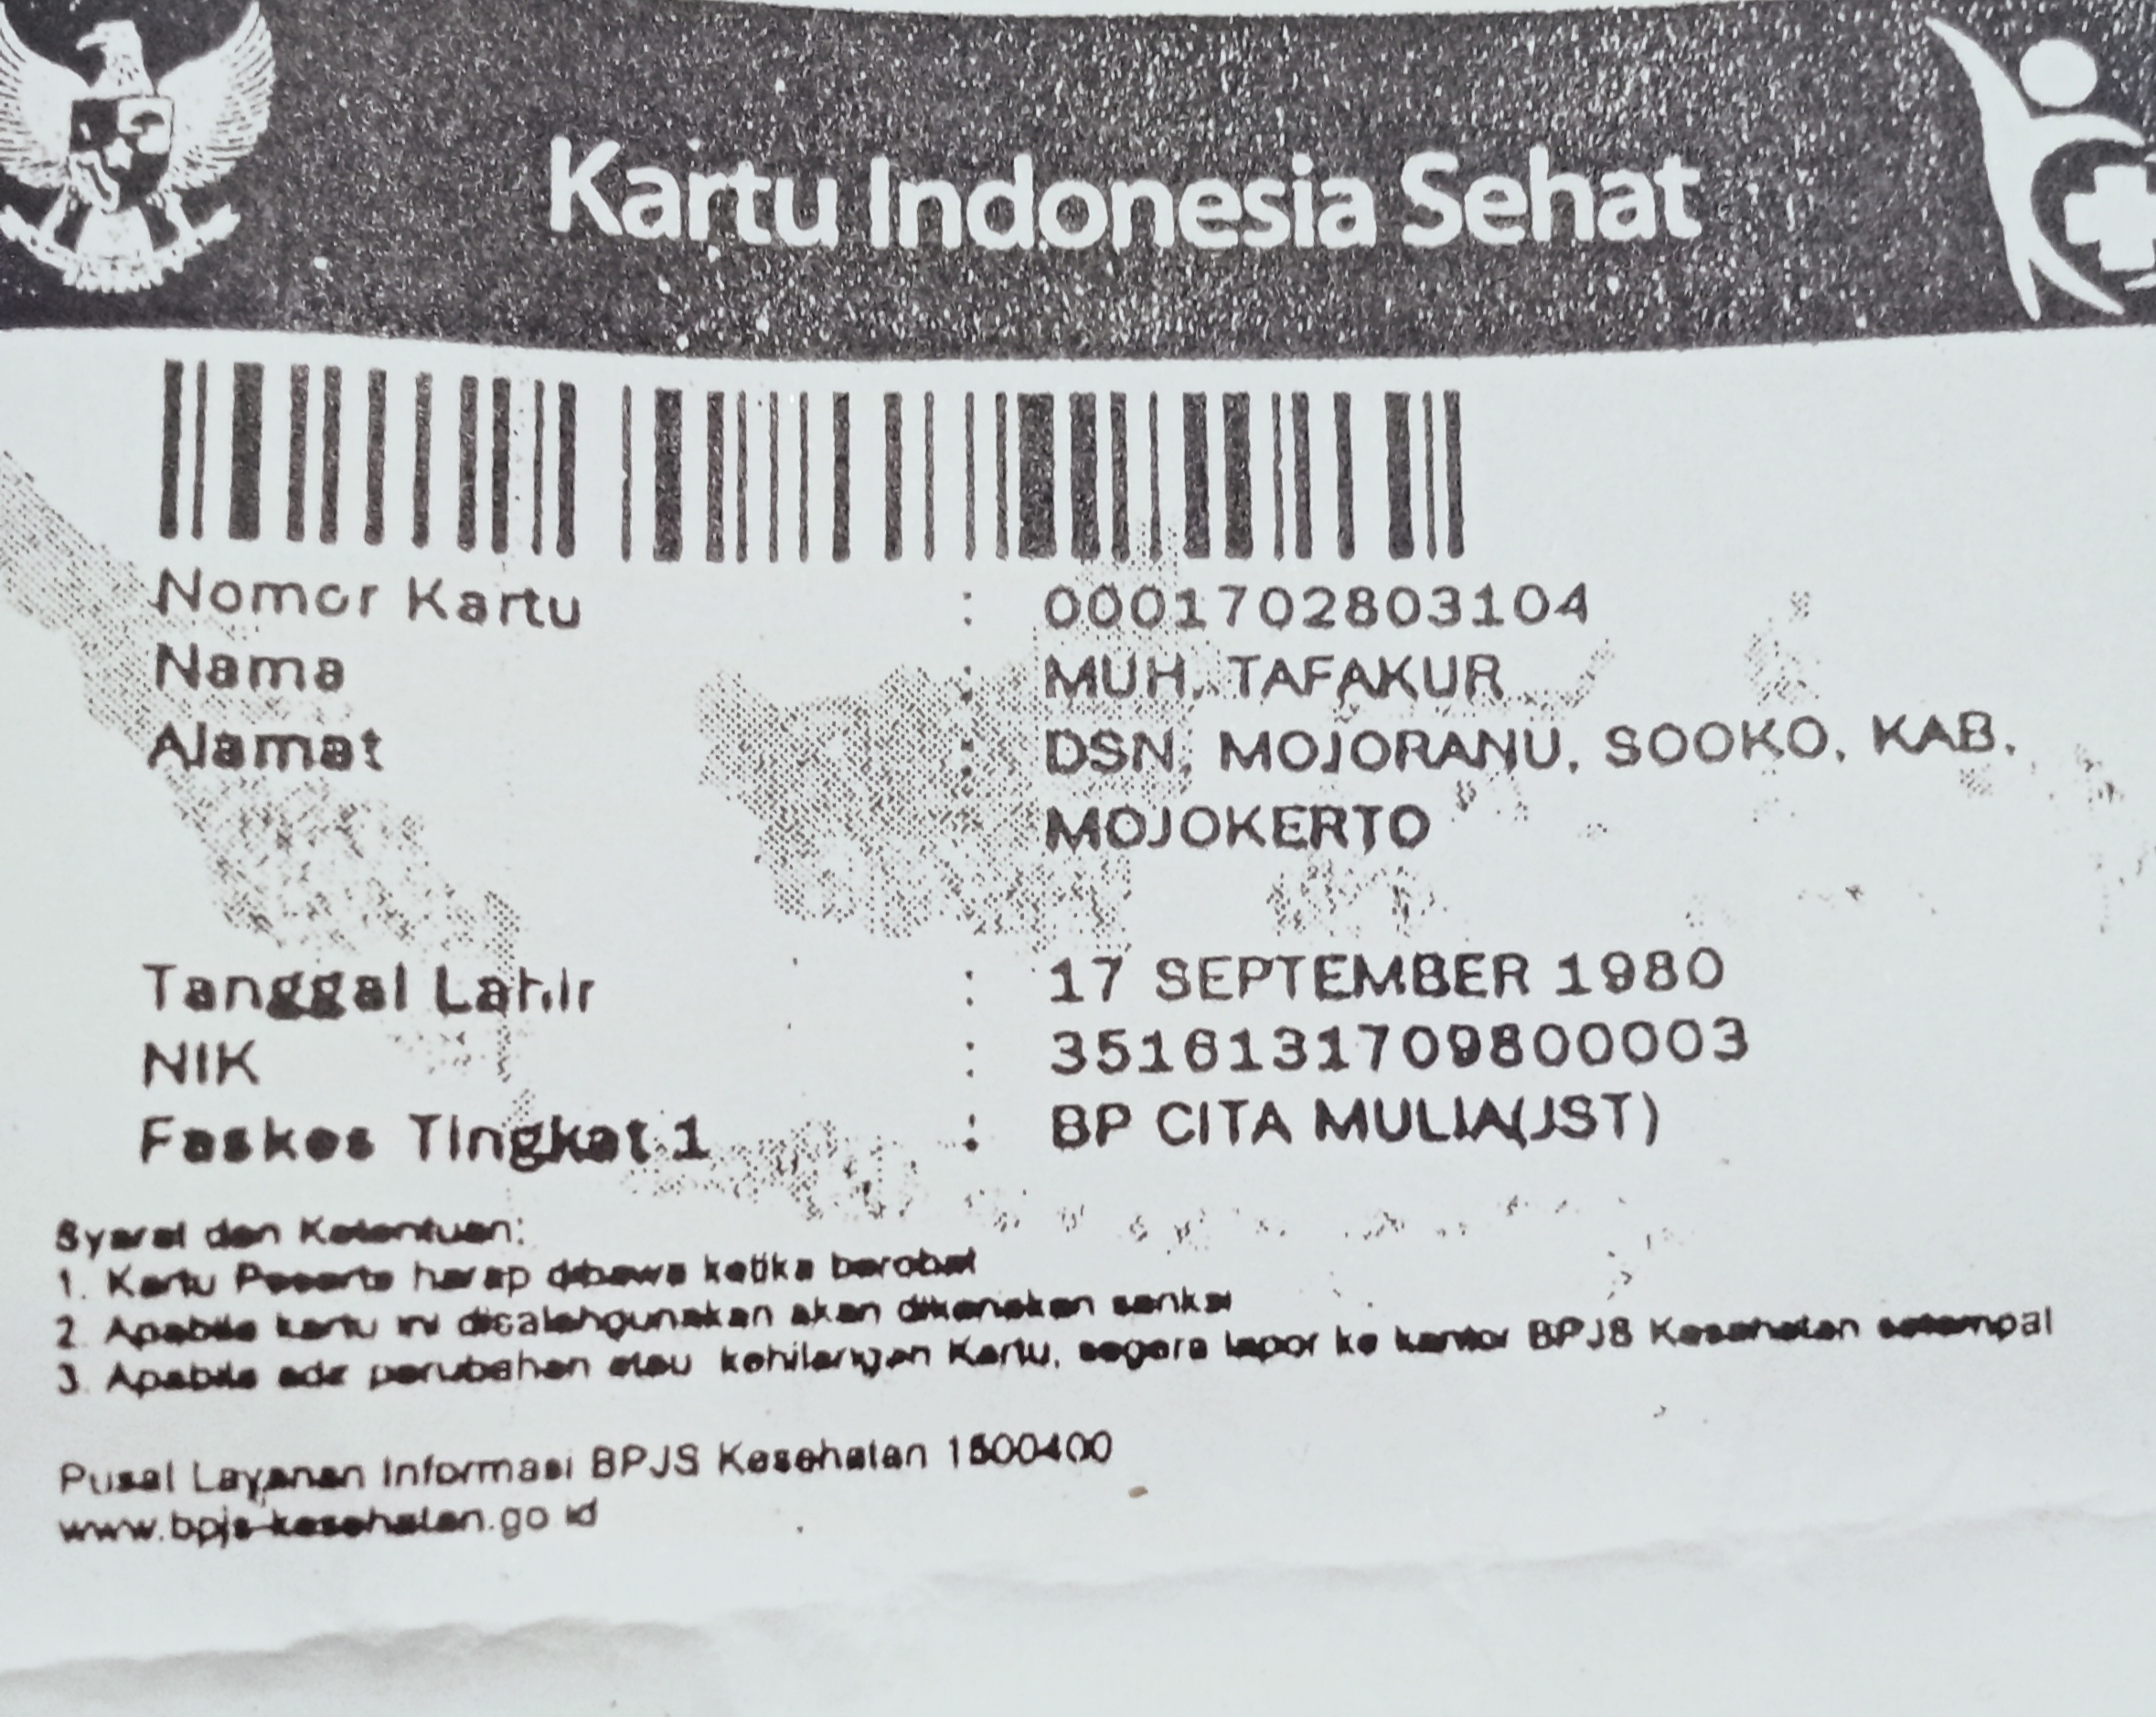 Kartu Indonesia Sehat
Nomor Kartu : 0001702803104
Nama : MUH. TAFAKUR
Alamat : DSN. MOJORANU, SOOKO, KAB.
MOJOKERTO
Tanggal Lahir : 17 SEPTEMBER 1980
NIK : 3516131709800003
Faskes Tingkat 1 : BP CITA MULIA(JST)
Syarat dan Ketentuan:
1. Kartu Peserta harap dibawa ketika berobat
2. Apabila kartu ini disalahgunakan akan dikenakan sanksi
3. Apabila ada perubahan atau kehilangan Kartu, segera lapor ke kantor BPJS Kesehatan setempat
Pusat Layanan Informasi BPJS Kesehatan 1500400
www.bpjs-kesehatan.go.id